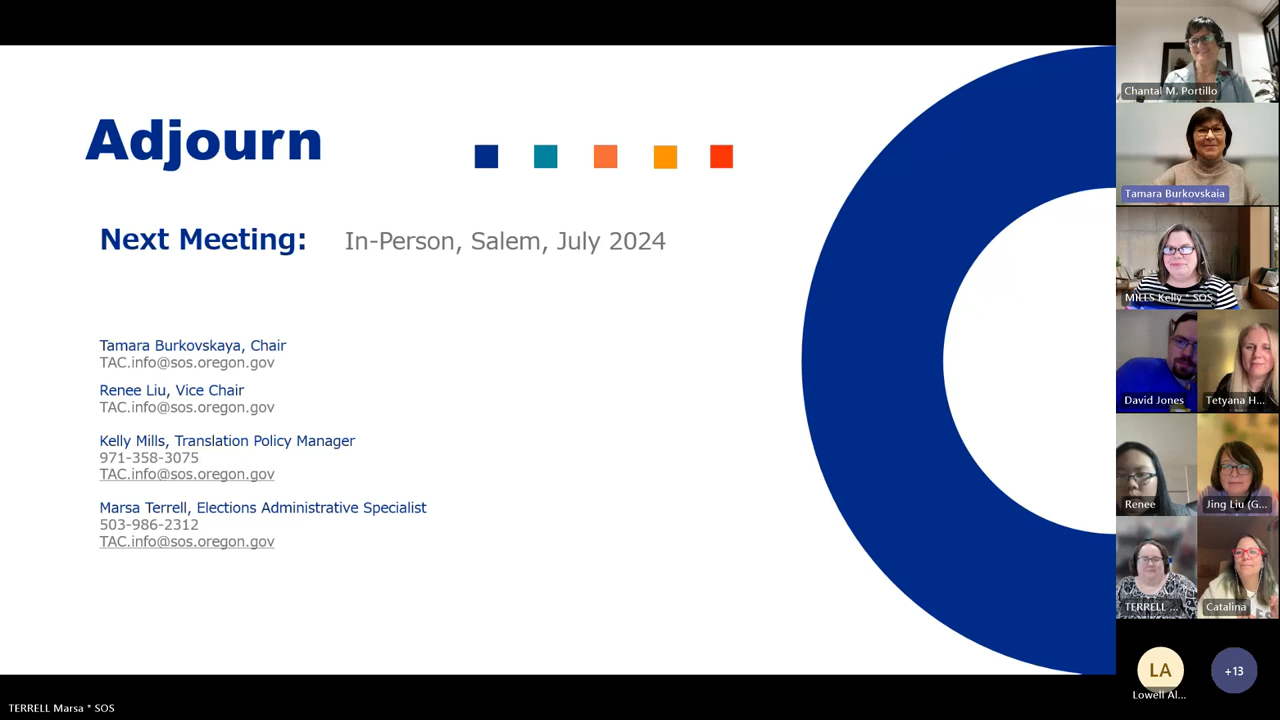 Adjourn
Next Meeting: In-Person, Salem, July 2024
Tamara Burkovskaya, Chair
TAC.info@sos.oregon.gov
Renee Liu, Vice Chair
TAC.info@sos.oregon.gov
Kelly Mills, Translation Policy Manager
971-358-3075
TAC.info@sos.oregon.gov
Marsa Terrell, Elections Administrative Specialist
503-986-2312
TAC.info@sos.oregon.gov
Chantal M. Portillo
Tamara Burkovskaia
MILLS Kelly * SOS
David Jones
Tetyana H...
Renee
Jing Liu (G...
TERRELL ...
Catalina
LA
Lowell Al...
+13
TERRELL Marsa * SOS